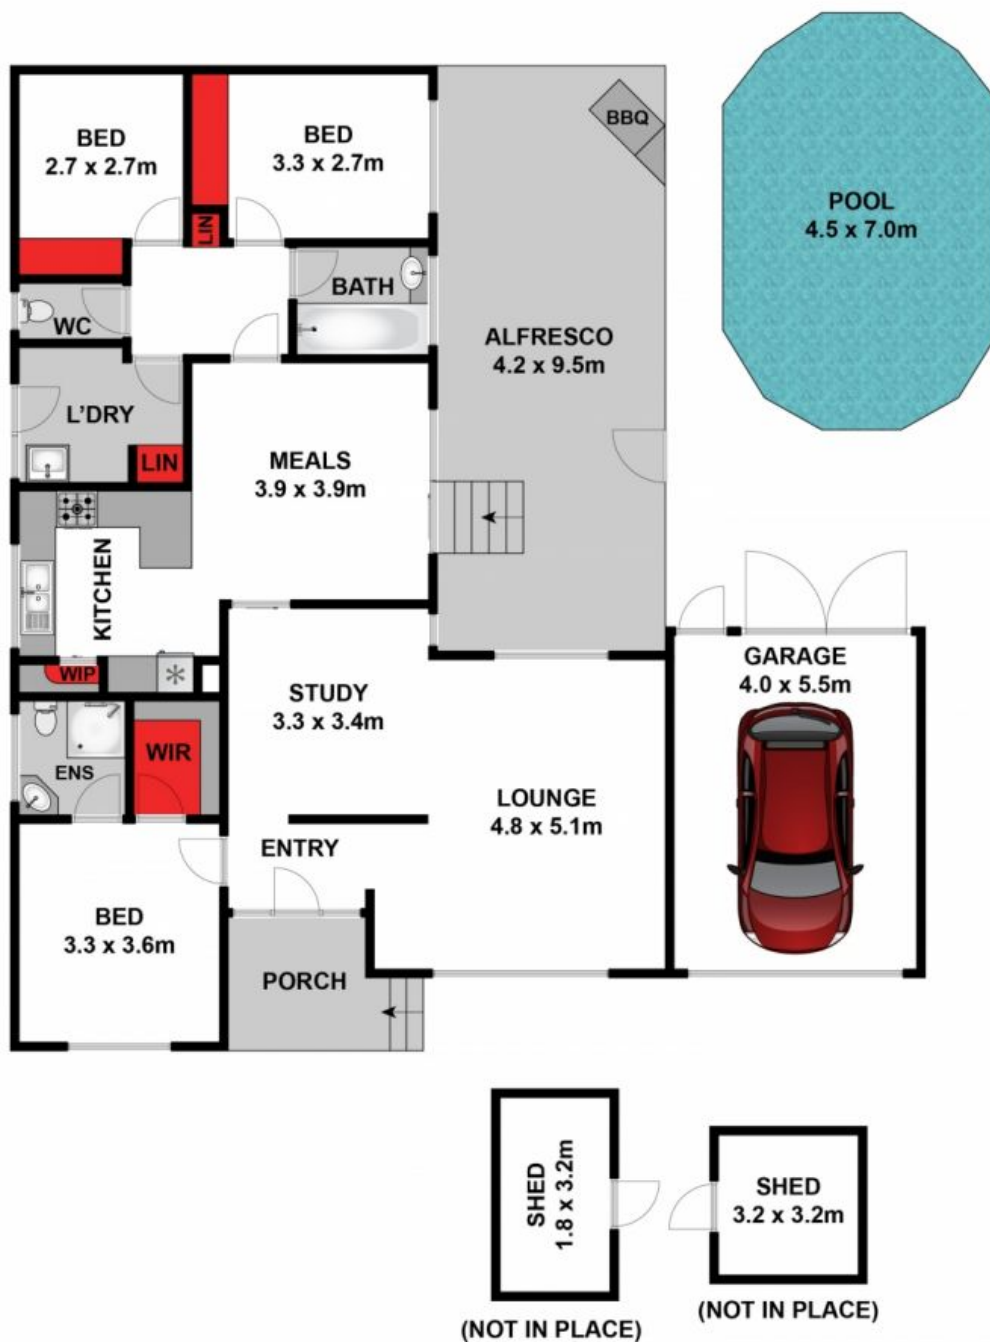 BED
2.7 x 2.7m
BED
3.3 x 2.7m
BBQ
POOL
4.5 x 7.0m
LIN
BATH
WC
ALFRESCO
4.2 x 9.5m
L'DRY
LIN
MEALS
3.9 x 3.9m
KITCHEN
WIP
GARAGE
4.0 x 5.5m
STUDY
3.3 x 3.4m
ENS
WIR
LOUNGE
4.8 x 5.1m
ENTRY
BED
3.3 x 3.6m
PORCH
SHED
1.8 x 3.2m
SHED
3.2 x 3.2m
(NOT IN PLACE)
(NOT IN PLACE)